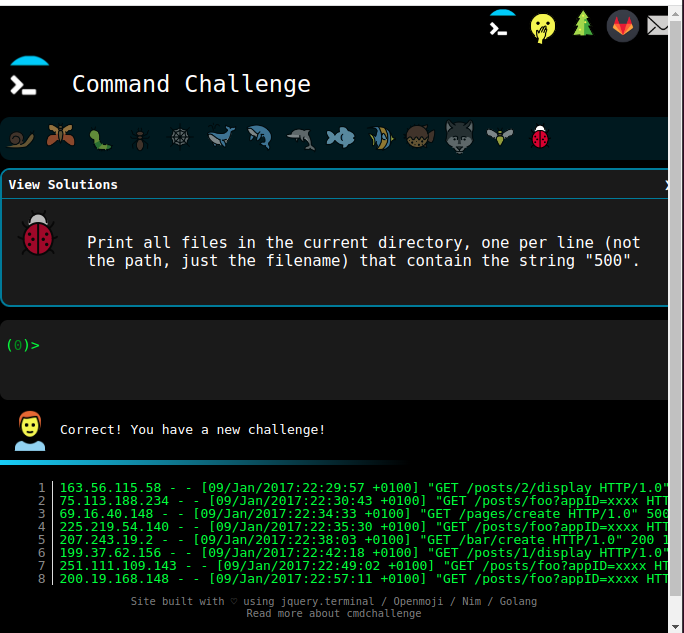 Command Challenge
View Solutions
Print all files in the current directory, one per line (not
the path, just the filename) that contain the string "500".
(0)>
Correct! You have a new challenge!
1 163.56.115.58 - - [09/Jan/2017:22:29:57 +0100] "GET /posts/2/display HTTP/1.0"
2 75.113.188.234 - - [09/Jan/2017:22:30:43 +0100] "GET /posts/foo?appID=xxxx HTT
3 69.16.40.148 - - [09/Jan/2017:22:34:33 +0100] "GET /pages/create HTTP/1.0" 500
4 225.219.54.140 - - [09/Jan/2017:22:35:30 +0100] "GET /posts/foo?appID=xxxx HTT
5 207.243.19.2 - - [09/Jan/2017:22:38:03 +0100] "GET /bar/create HTTP/1.0" 200 1
6 199.37.62.156 - - [09/Jan/2017:22:42:18 +0100] "GET /posts/1/display HTTP/1.0"
7 251.111.109.143 - - [09/Jan/2017:22:49:02 +0100] "GET /posts/foo?appID=xxxx H
8 200.19.168.148 - - [09/Jan/2017:22:57:11 +0100] "GET /posts/foo?appID=xxxx HTT
Site built with ♡ using jquery.terminal / Openmoji / Nim / Golang
Read more about cmdchallenge